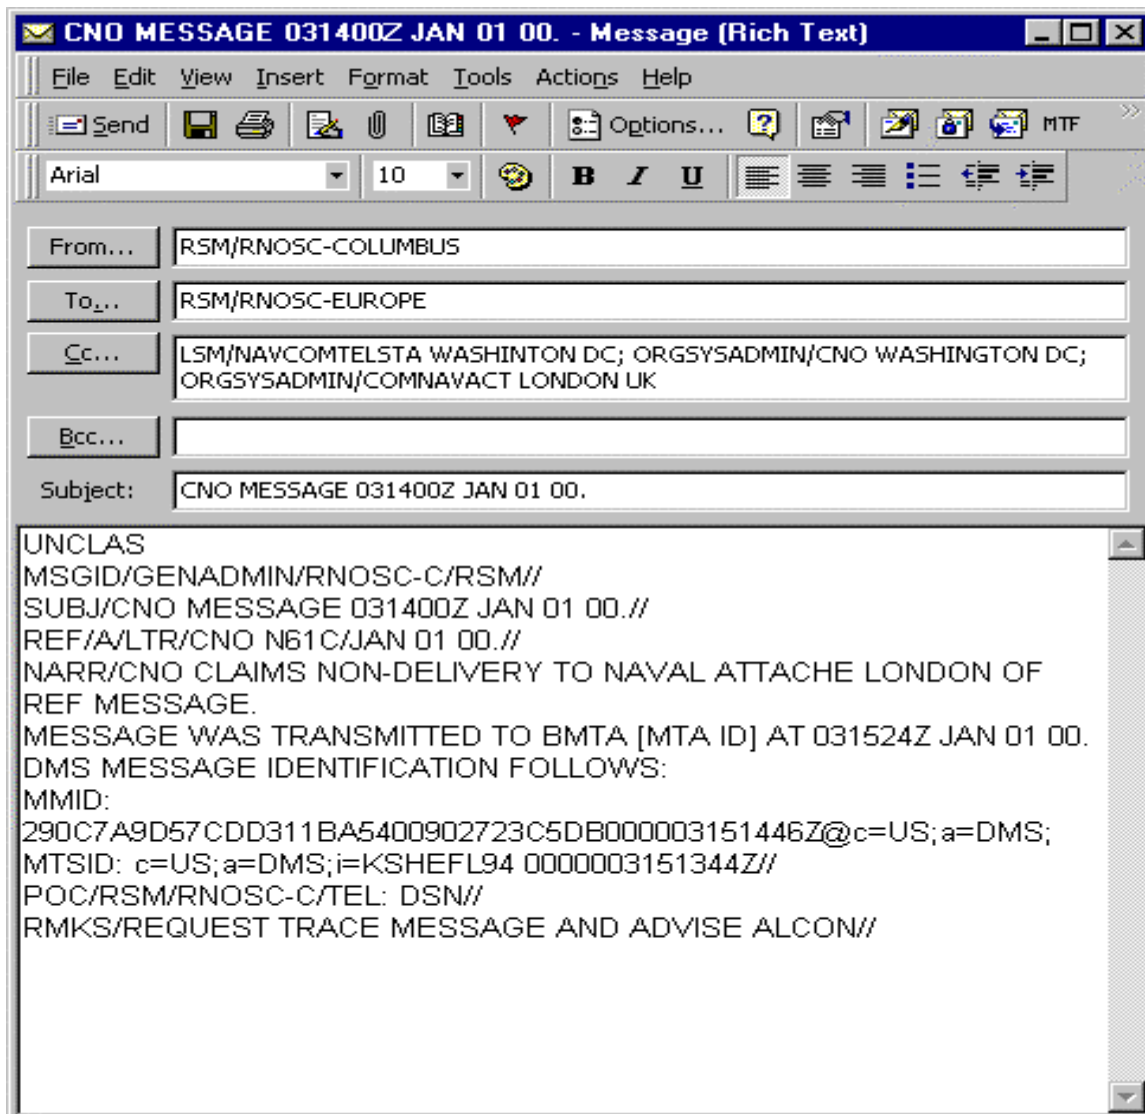 CNO MESSAGE 031400Z JAN 01 00. - Message (Rich Text)
File Edit View Insert Format Tools Actions Help
Send Options... MTF
Arial 10 B I U
From... RSM/RNOSC-COLUMBUS
To... RSM/RNOSC-EUROPE
Cc... LSM/NAVCOMTELSTA WASHINTON DC; ORGSYSADMIN/CNO WASHINGTON DC;
ORGSYSADMIN/COMNAVACT LONDON UK
Bcc...
Subject: CNO MESSAGE 031400Z JAN 01 00.
UNCLAS
MSGID/GENADMIN/RNOSC-C/RSM//
SUBJ/CNO MESSAGE 031400Z JAN 01 00.//
REF/A/LTR/CNO N61C/JAN 01 00.//
NARR/CNO CLAIMS NON-DELIVERY TO NAVAL ATTACHE LONDON OF
REF MESSAGE.
MESSAGE WAS TRANSMITTED TO BMTA [MTA ID] AT 031524Z JAN 01 00.
DMS MESSAGE IDENTIFICATION FOLLOWS:
MMID:
290C7A9D57CDD311BA5400902723C5DB000003151446Z@c=US;a=DMS;
MTSID: c=US;a=DMS;i=KSHEFL94 0000003151344Z//
POC/RSM/RNOSC-C/TEL: DSN//
RMKS/REQUEST TRACE MESSAGE AND ADVISE ALCON//